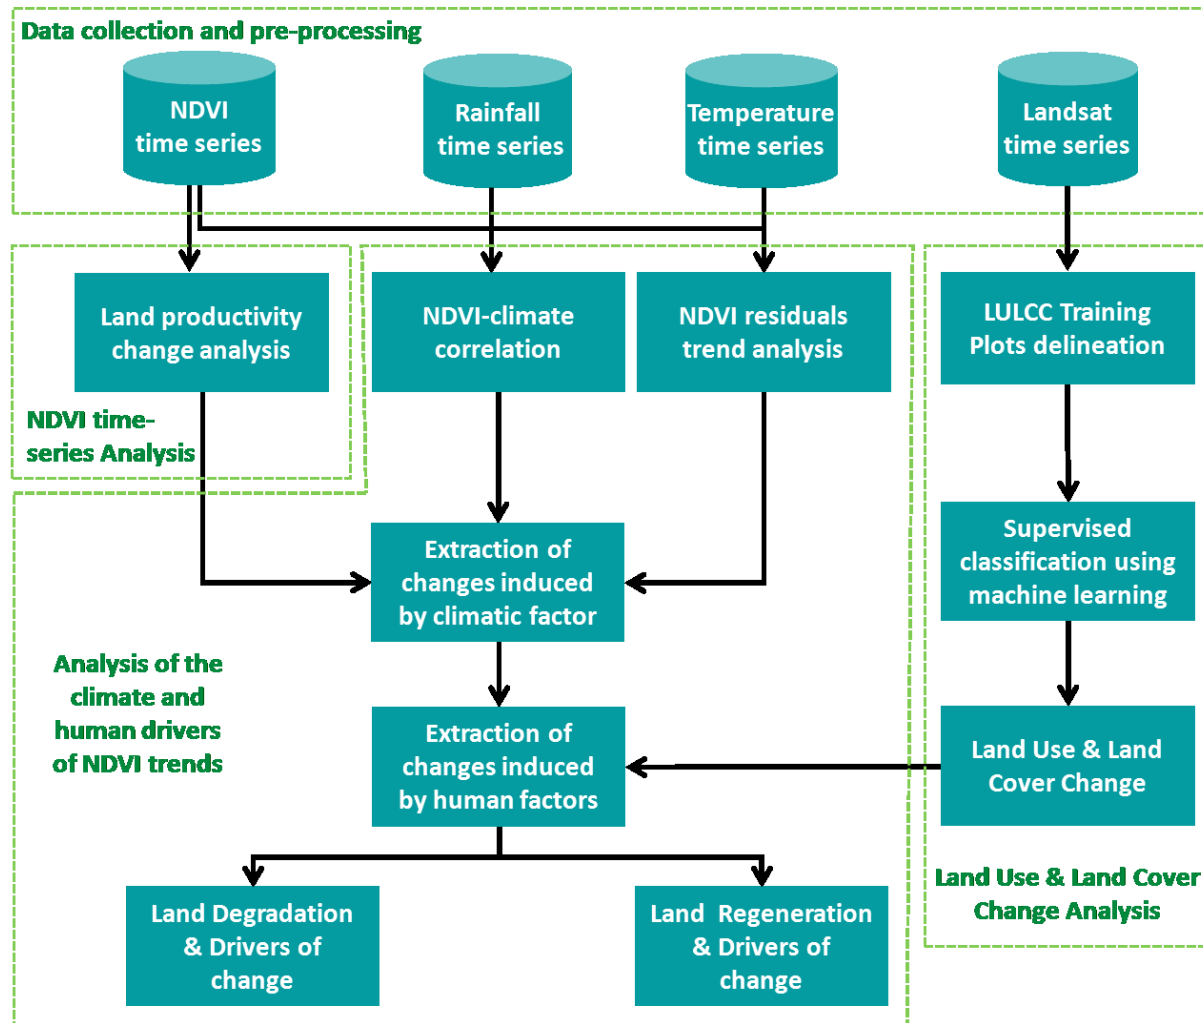 Data collection and pre-processing
NDVI
time series
Rainfall
time series
Temperature
time series
Landsat
time series
Land productivity
change analysis
NDVI-climate
correlation
NDVI residuals
trend analysis
LULCC Training
Plots delineation
NDVI time-
series Analysis
Extraction of
changes induced
by climatic factor
Supervised
classification using
machine learning
Analysis of the
climate and
human drivers
of NDVI trends
Extraction of
changes induced
by human factors
Land Use & Land
Cover Change
Land Degradation
& Drivers of
change
Land Regeneration
& Drivers of
change
Land Use & Land Cover
Change Analysis